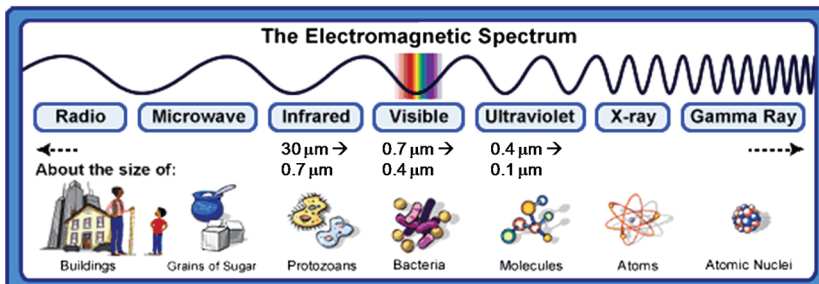 The Electromagnetic Spectrum
Radio Microwave Infrared Visible Ultraviolet X-ray Gamma Ray
30 µm → 0.7 µm → 0.4 µm →
0.7 µm 0.4 µm 0.1 µm
About the size of:
Buildings Grains of Sugar Protozoans Bacteria Molecules Atoms Atomic Nuclei